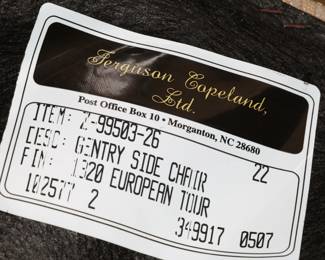 Ferguson Copeland,
Ltd.
Post Office Box 10 • Morganton, NC 28680
ITEM: 2-99503-26
DESC: GENTRY SIDE CHAIR 22
FIN: 1320 EUROPEAN TOUR
102577 2 349917 0507